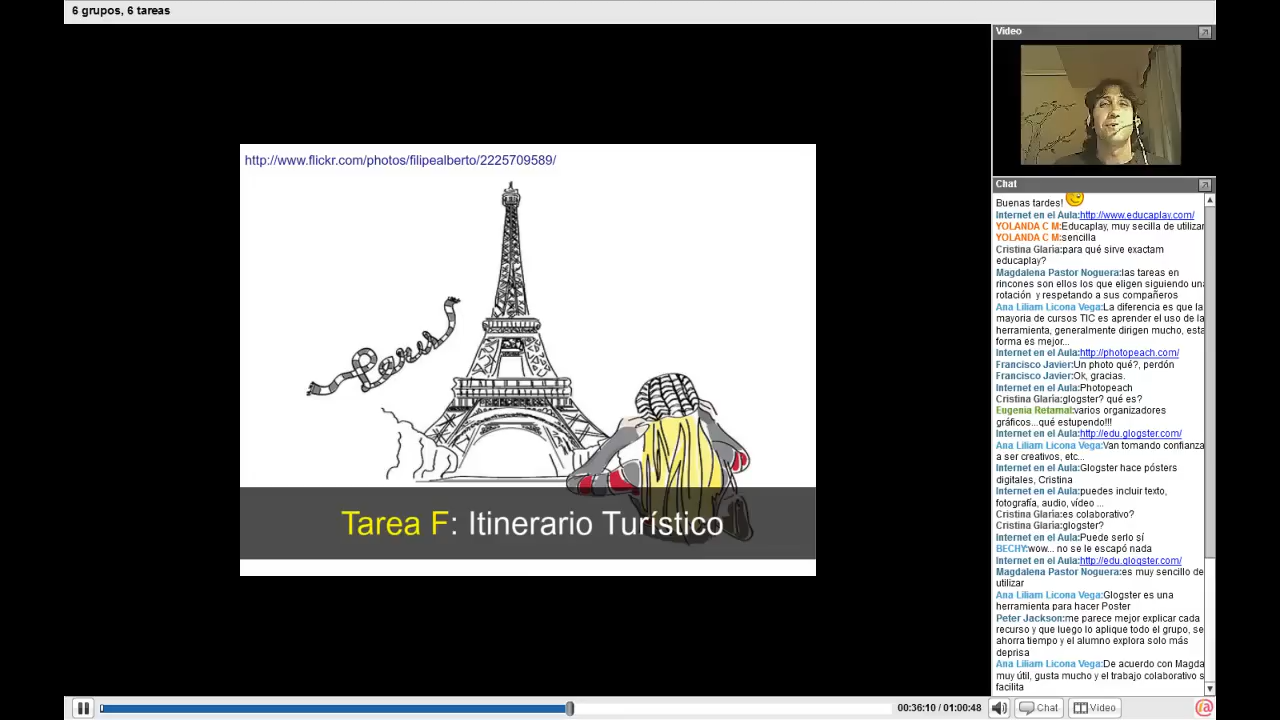 6 grupos, 6 tareas
http://www.flickr.com/photos/filipealberto/2225709589/
Paris
Tarea F: Itinerario Turístico
Video
Chat
Buenas tardes!
Internet en el Aula:http://www.educaplay.com/
YOLANDA C M:Educaplay, muy secilla de utilizar
YOLANDA C M:sencilla
Cristina Glaría:para qué sirve exactam
educaplay?
Magdalena Pastor Noguera:las tareas en
rincones son ellos los que eligen siguiendo una
rotación y respetando a sus compañeros
Ana Liliam Licona Vega:La diferencia es que la
mayoria de cursos TIC es aprender el uso de la
herramienta, generalmente dirigen mucho, esta
forma es mejor...
Internet en el Aula:http://photopeach.com/
Francisco Javier:Un photo qué?, perdón
Francisco Javier:Ok, gracias.
Internet en el Aula:Photopeach
Cristina Glaría:glogster? qué es?
Eugenia Retamal:varios organizadores
gráficos...qué estupendo!!!
Internet en el Aula:http://edu.glogster.com/
Ana Liliam Licona Vega:Van tomando confianza
a ser creativos, etc...
Internet en el Aula:Glogster hace pósters
digitales, Cristina
Internet en el Aula:puedes incluir texto,
fotografía, audio, vídeo ...
Cristina Glaría:es colaborativo?
Cristina Glaría:glogster?
Internet en el Aula:Puede serlo sí
BECHY:wow... no se le escapó nada
Internet en el Aula:http://edu.glogster.com/
Magdalena Pastor Noguera:es muy sencillo de
utilizar
Ana Liliam Licona Vega:Glogster es una
herramienta para hacer Poster
Peter Jackson:me parece mejor explicar cada
recurso y que luego lo aplique todo el grupo, se
ahorra tiempo y el alumno explora solo más
deprisa
Ana Liliam Licona Vega:De acuerdo con Magda
muy útil, gusta mucho y el trabajo colaborativo s
facilita
00:36:10 / 01:00:48
Chat
Video